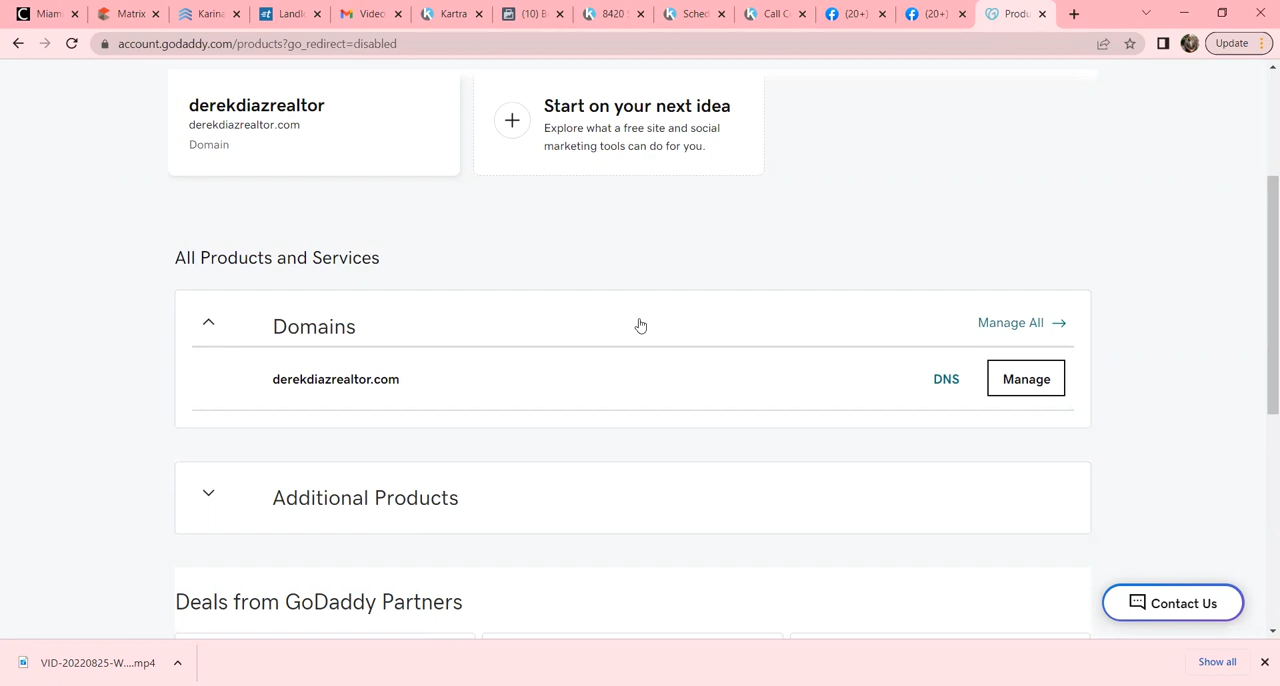 Miami
Matrix
Karina
Landl
Video
Kartra
(10) B
8420
Sched
Call C
(20+)
(20+)
Produ
account.godaddy.com/products?go_redirect=disabled
Update
derekdiazrealtor
derekdiazrealtor.com
Domain
Start on your next idea
Explore what a free site and social
marketing tools can do for you.
All Products and Services
Domains
Manage All
derekdiazrealtor.com
DNS
Manage
Additional Products
Deals from GoDaddy Partners
Contact Us
VID-20220825-W....mp4
Show all